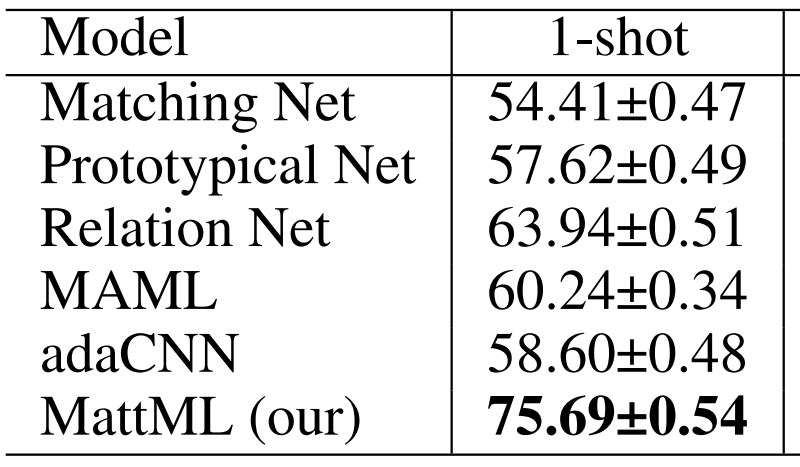 Model 1-shot
Matching Net 54.41±0.47
Prototypical Net 57.62±0.49
Relation Net 63.94±0.51
MAML 60.24±0.34
adaCNN 58.60±0.48
MattML (our) 75.69±0.54